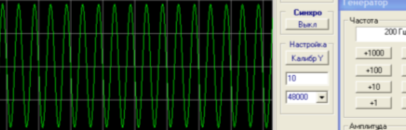 Генератор
Синхро
Выкл
Частота
200 Гц
Настройка
Калибр Y
+1000
+100
10
+10
48000
+1
Амплитуда